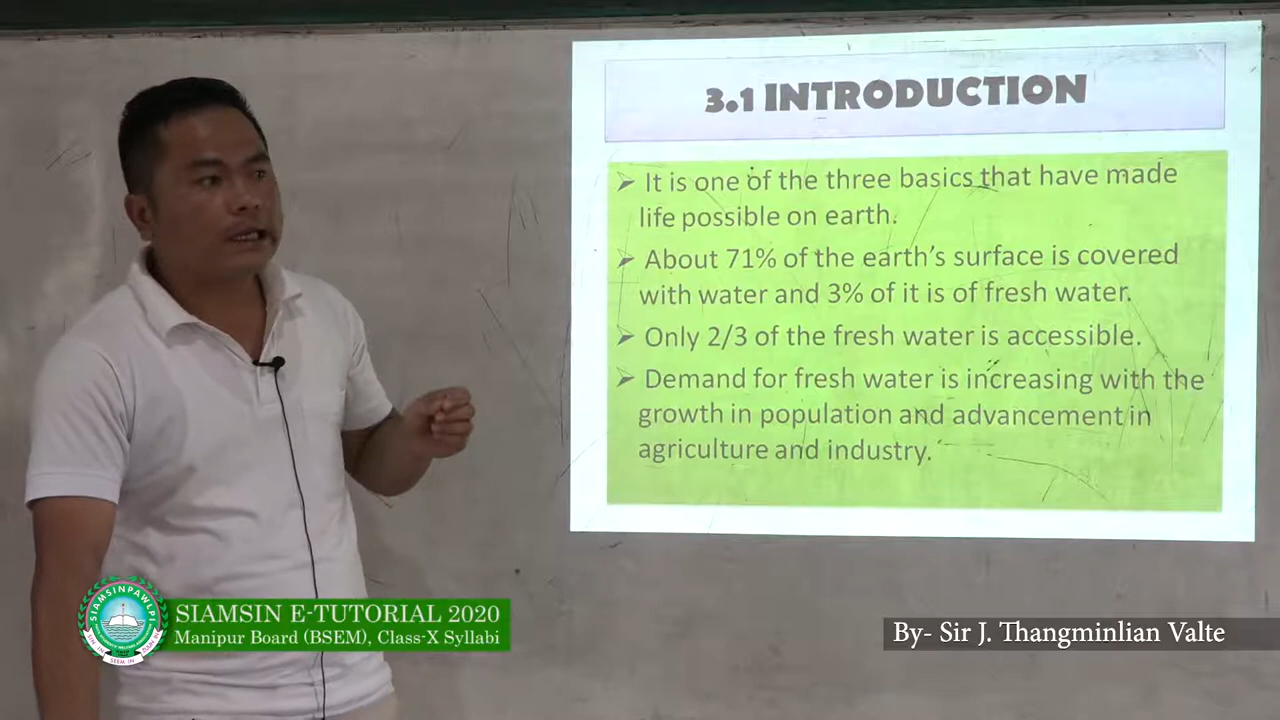 3.1 INTRODUCTION
➢ It is one of the three basics that have made
life possible on earth.
➢ About 71% of the earth's surface is covered
with water and 3% of it is of fresh water.
➢ Only 2/3 of the fresh water is accessible.
➢ Demand for fresh water is increasing with the
growth in population and advancement in
agriculture and industry.
SIAMSINPAWLPI
SEEM IN
SIAMSIN E-TUTORIAL 2020
Manipur Board (BSEM), Class-X Syllabi
By- Sir J. Thangminlian Valte